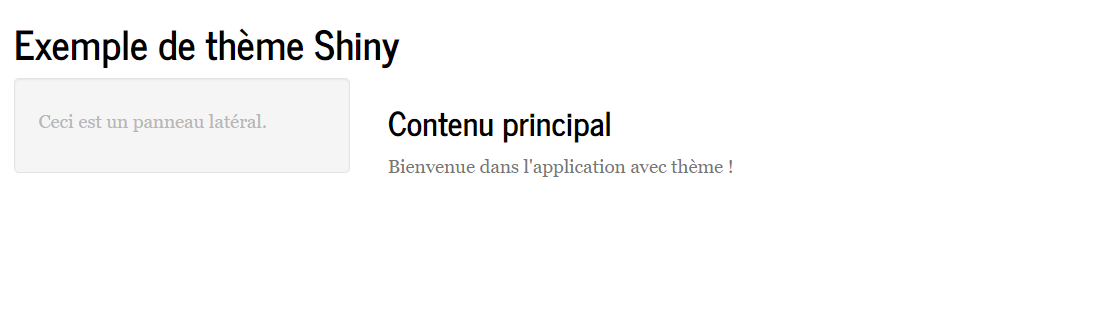 Exemple de thème Shiny
Ceci est un panneau latéral.
Contenu principal
Bienvenue dans l'application avec thème !